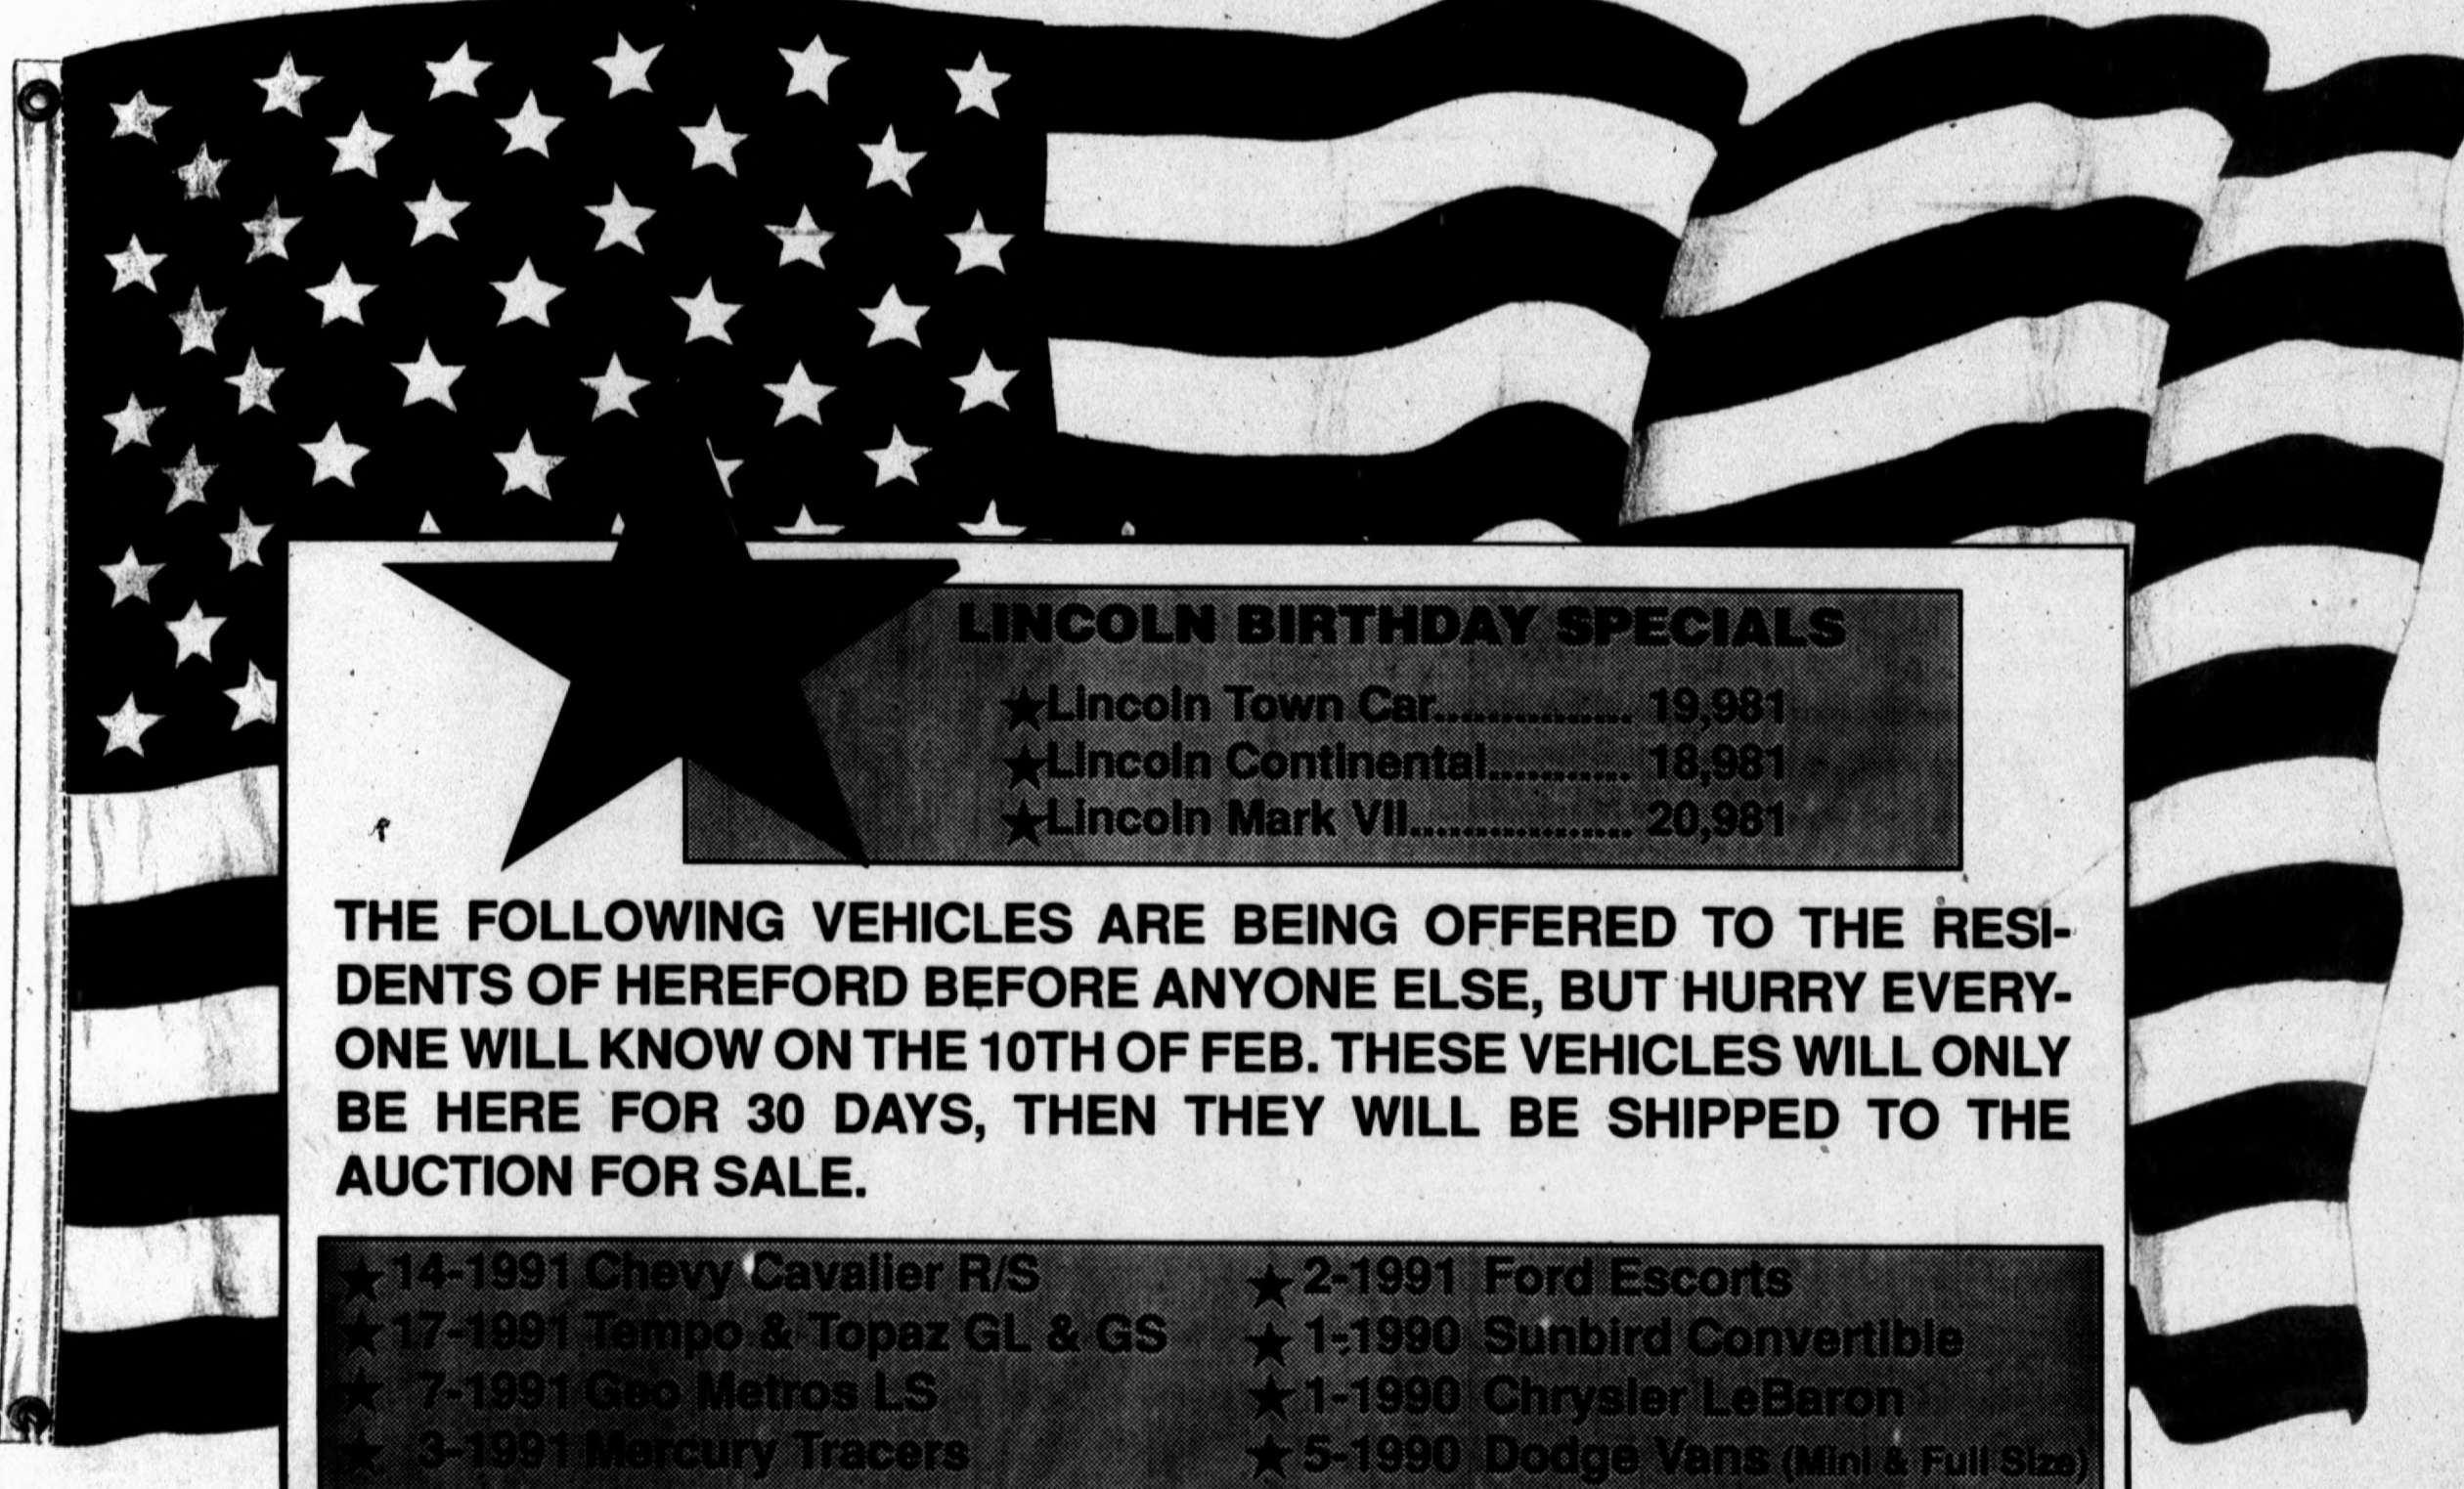 LINCOLN BIRTHDAY SPECIALS
★Lincoln Town Car............... 19,981
★Lincoln Continental........... 18,981
★Lincoln Mark VII................. 20,981
THE FOLLOWING VEHICLES ARE BEING OFFERED TO THE RESI-
DENTS OF HEREFORD BEFORE ANYONE ELSE, BUT HURRY EVERY-
ONE WILL KNOW ON THE 10TH OF FEB. THESE VEHICLES WILL ONLY
BE HERE FOR 30 DAYS, THEN THEY WILL BE SHIPPED TO THE
AUCTION FOR SALE.
★14-1991 Chevy Cavalier R/S
★17-1991 Tempo & Topaz GL & GS
★ 7-1991 Geo Metros LS
★ 3-1991 Mercury Tracers
★2-1991 Ford Escorts
★1-1990 Sunbird Convertible
★1-1990 Chrysler LeBaron
★5-1990 Dodge Vans (Mini & Full Size)